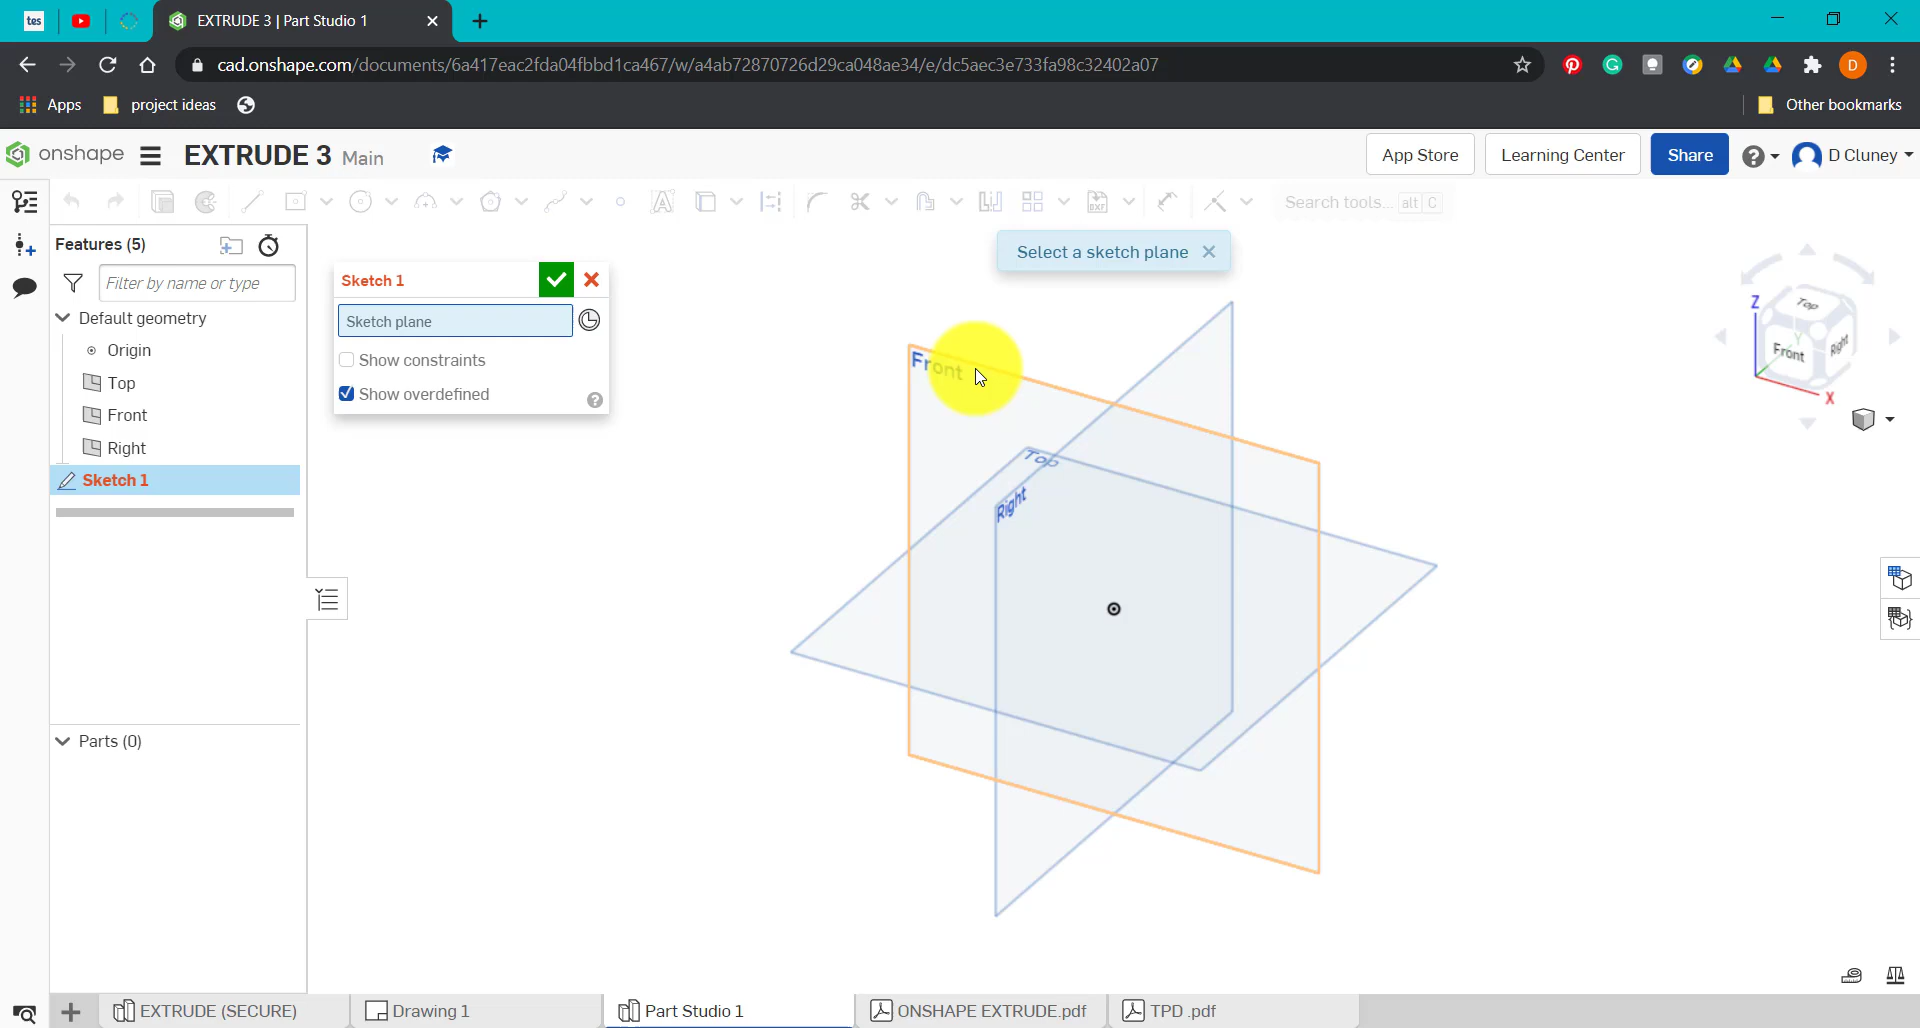 tes
EXTRUDE 3 | Part Studio 1
cad.onshape.com/documents/6a417eac2fda04fbbd1ca467/w/a4ab72870726d29ca048ae34/e/dc5aec3e733fa98c32402a07
D
Apps
project ideas
Other bookmarks
onshape
EXTRUDE 3 Main
App Store
Learning Center
Share
D Cluney
Search tools... alt C
Features (5)
Filter by name or type
Default geometry
Origin
Top
Front
Right
Sketch 1
Parts (0)
Sketch 1
Sketch plane
Show constraints
Show overdefined
Select a sketch plane
Front
Top
Right
Z
Top
Y
Front
Right
X
EXTRUDE (SECURE)
Drawing 1
Part Studio 1
ONSHAPE EXTRUDE.pdf
TPD .pdf